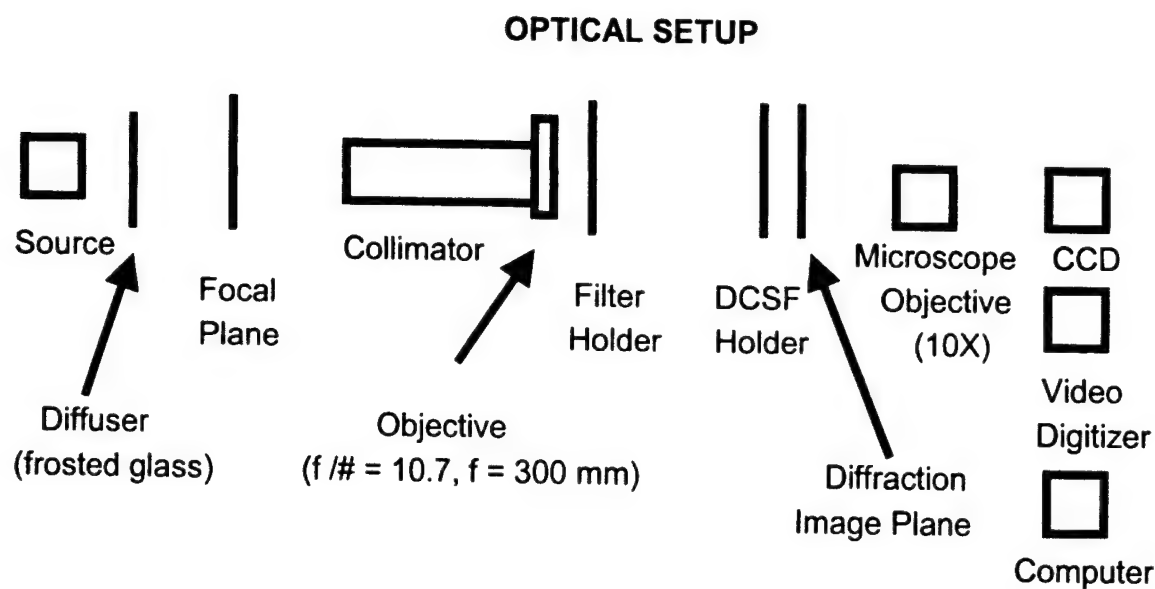 OPTICAL SETUP
Source
Collimator
Microscope
Objective
(10X)
CCD
Focal
Plane
Filter
Holder
DCSF
Holder
Diffuser
(frosted glass)
Objective
(f /# = 10.7, f = 300 mm)
Video
Digitizer
Diffraction
Image Plane
Computer